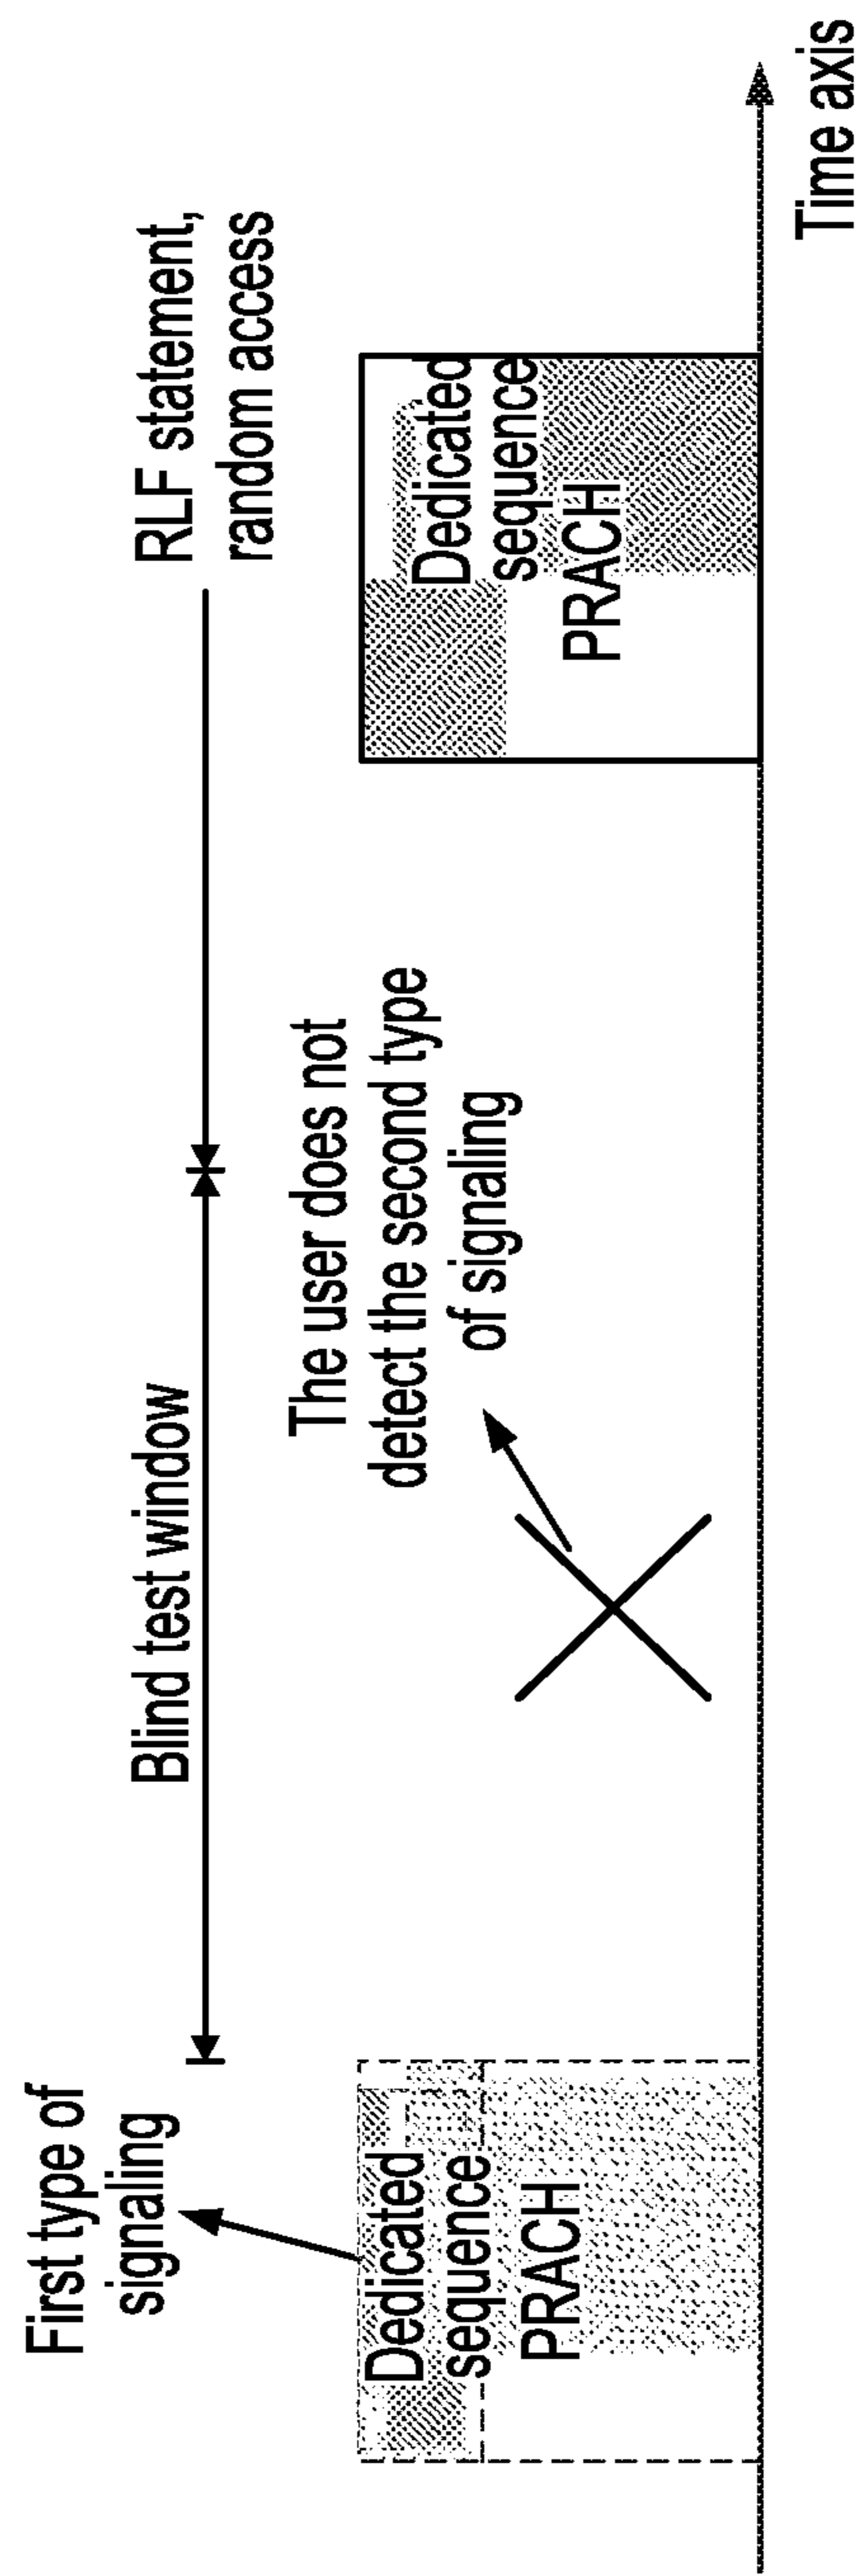 First type of
signaling
Blind test window
RLF statement,
random access
Dedicated
sequence
PRACH
The user does not
detect the second type
of signaling
Dedicated
sequence
PRACH
Time axis